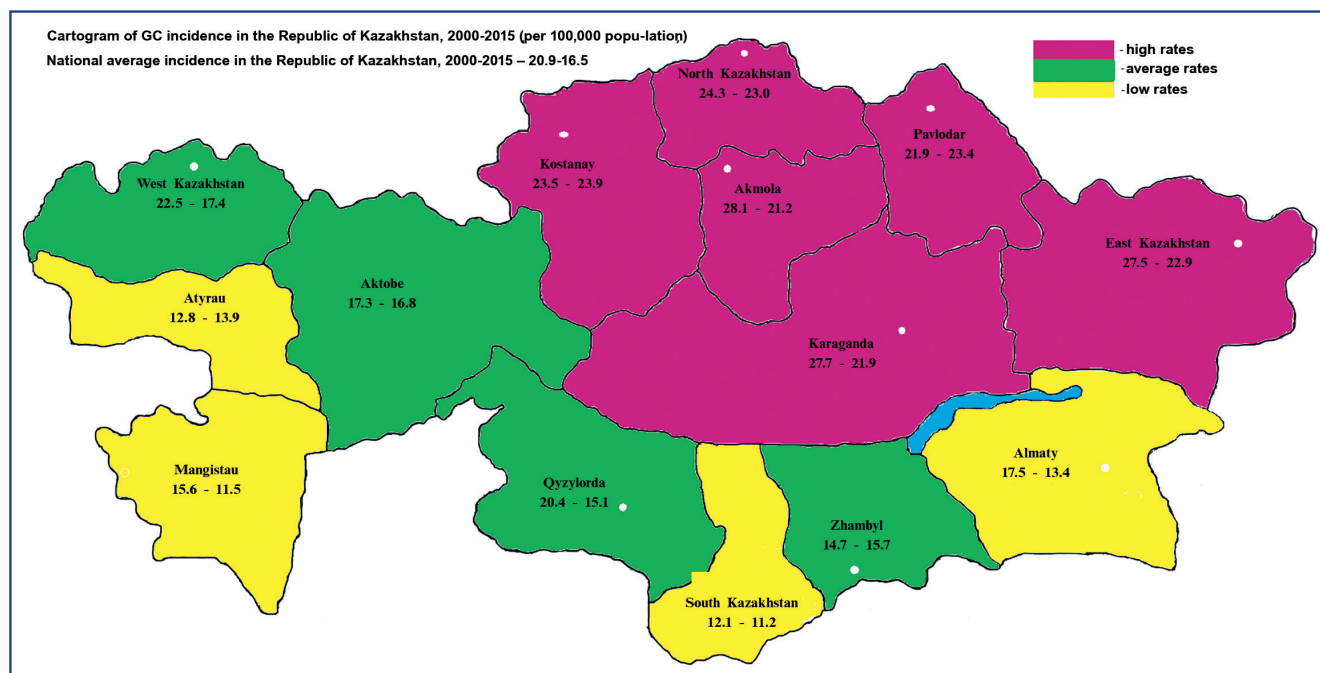 Cartogram of GC incidence in the Republic of Kazakhstan, 2000-2015 (per 100,000 popu-lation)
National average incidence in the Republic of Kazakhstan, 2000-2015 – 20.9-16.5
-high rates
-average rates
-low rates
North Kazakhstan
24.3 - 23.0
Pavlodar
21.9 - 23.4
Kostanay
23.5 - 23.9
Akmola
28.1 - 21.2
West Kazakhstan
22.5 - 17.4
East Kazakhstan
27.5 - 22.9
Aktobe
17.3 - 16.8
Atyrau
12.8 - 13.9
Karaganda
27.7 - 21.9
Almaty
17.5 - 13.4
Mangistau
15.6 - 11.5
Qyzylorda
20.4 - 15.1
Zhambyl
14.7 - 15.7
South Kazakhstan
12.1 - 11.2